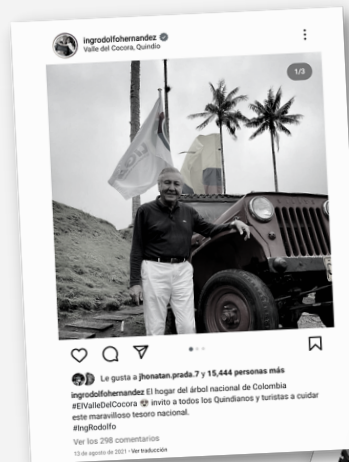 ingrodolfohernandez
Valle del Cocora, Quindío
1/3
Le gusta a jhonatan.prada.7 y 15,444 personas más
ingrodolfohernandez El hogar del árbol nacional de Colombia
#ElValleDelCocora 😍 invito a todos los Quindianos y turistas a cuidar
este maravilloso tesoro nacional.
#IngRodolfo
Ver los 298 comentarios
13 de agosto de 2021 · Ver traducción